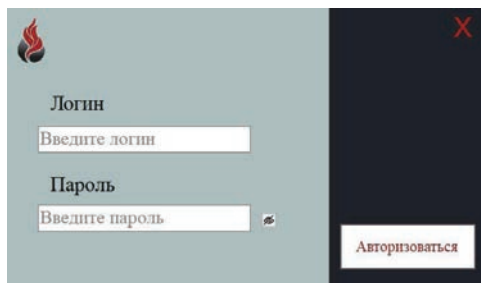 X
Логин
Введите логин
Пароль
Введите пароль
Авторизоваться